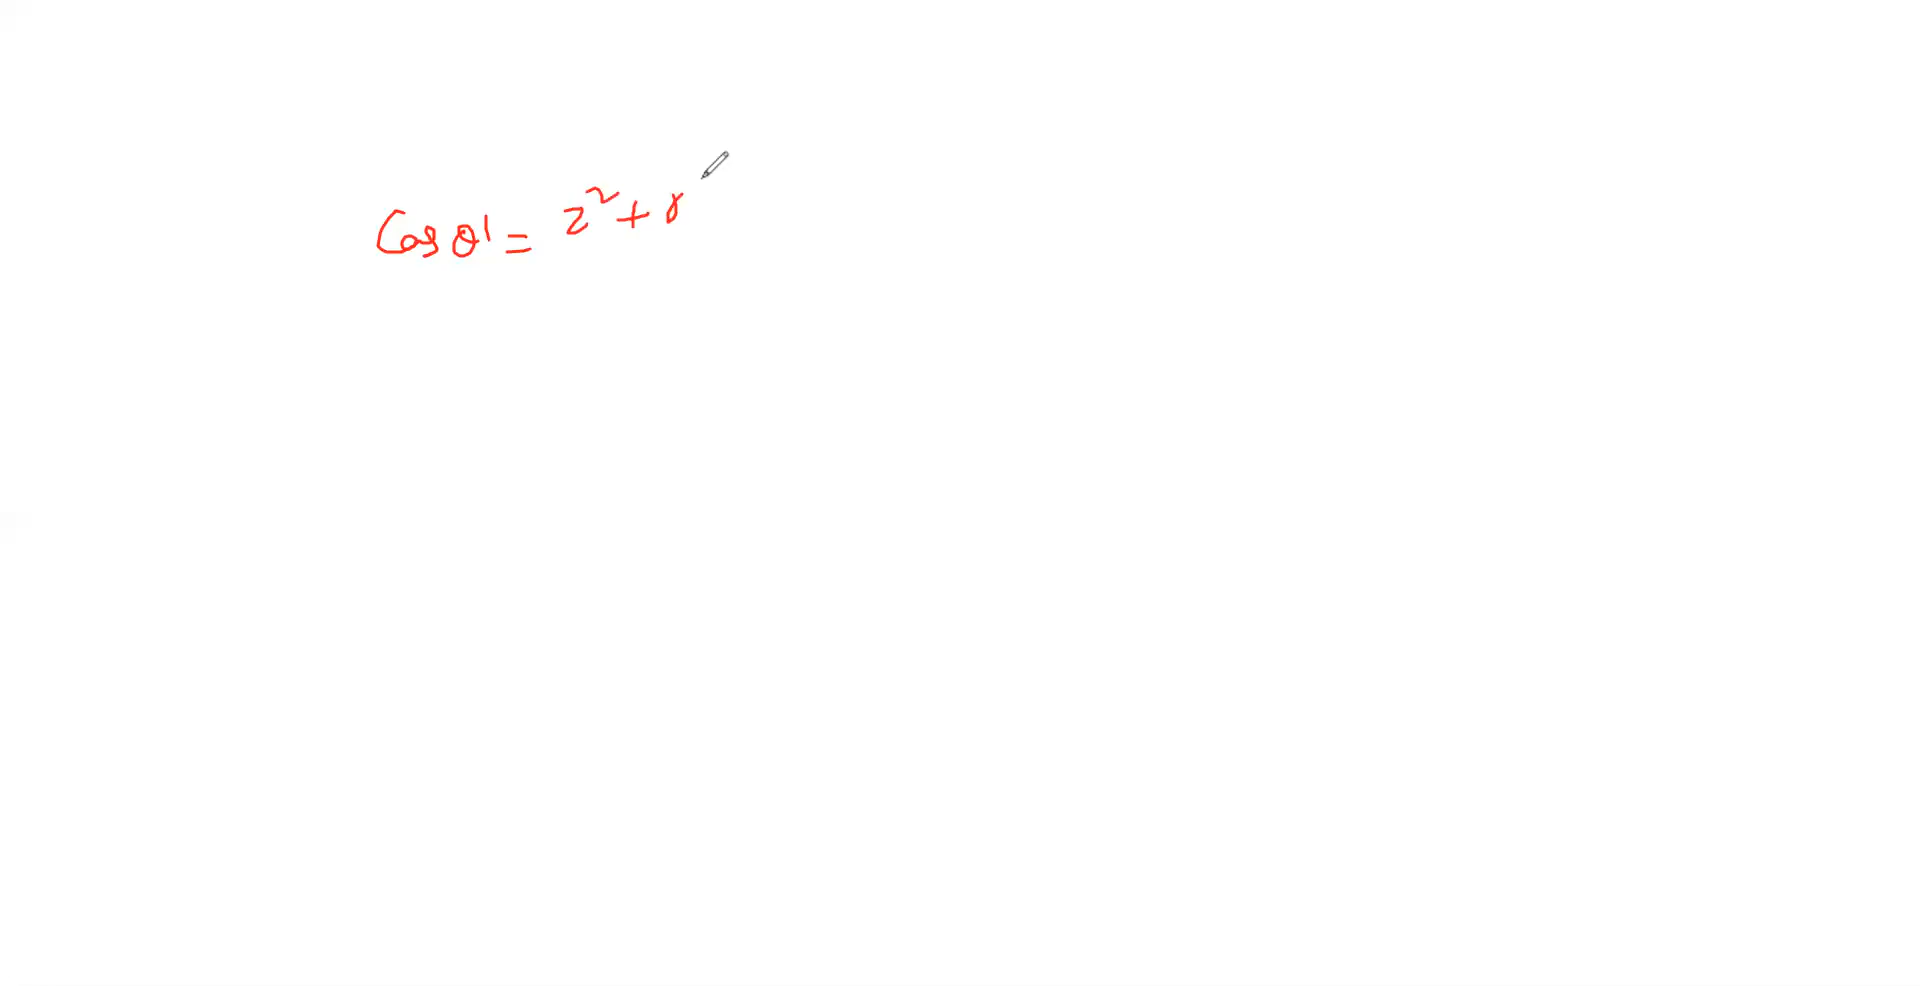 Cos θ' = z² + r